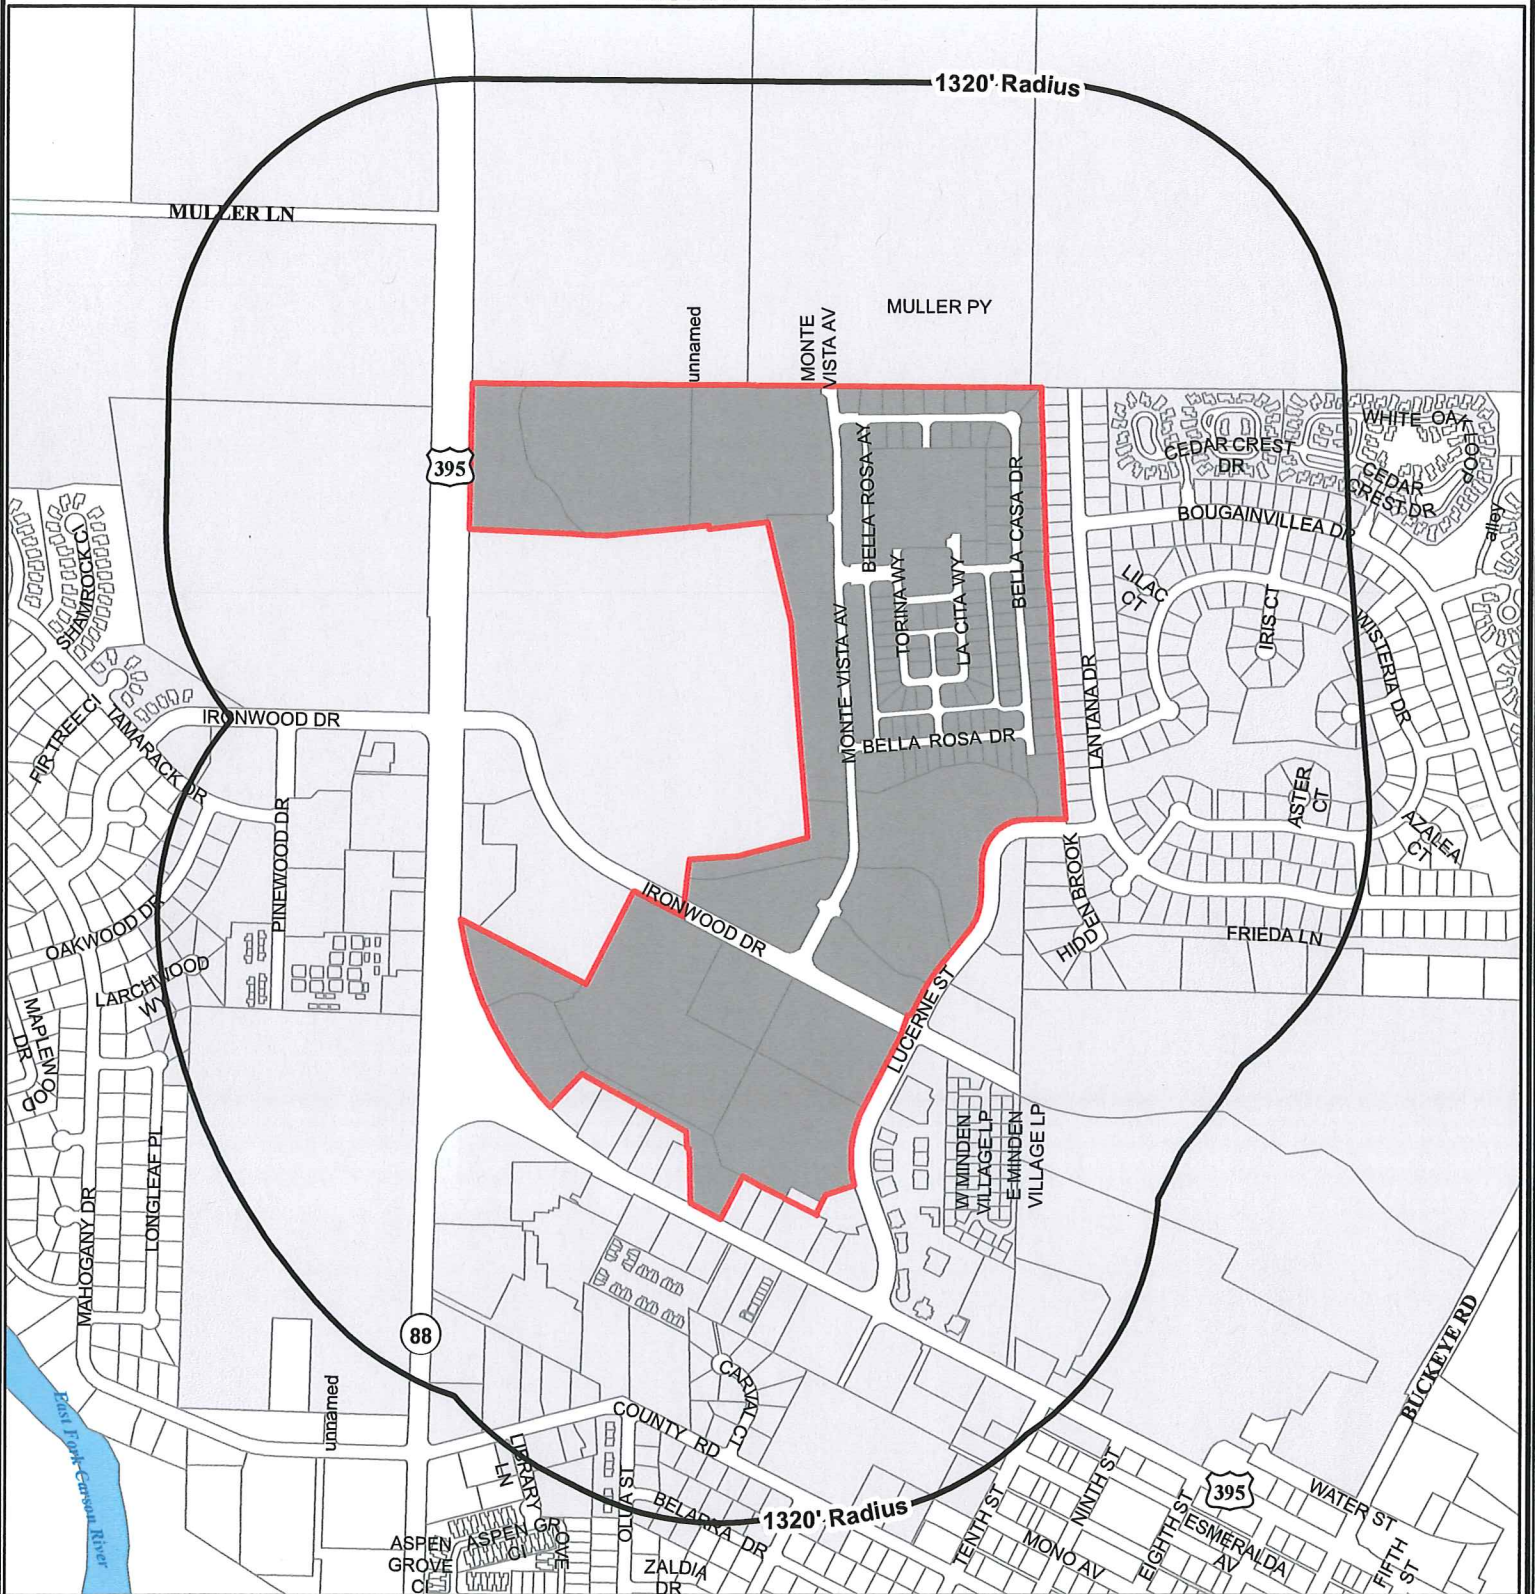 1320' Radius
MULLER LN
MULLER PY
unnamed
MONTE
VISTA AV
395
WHITE OAK LOOP
CEDAR CREST
DR
CEDAR
CREST DR
BOUGAINVILLEA DR
alley
BELLA ROSA AY
BELLA CASA DR
SHAMROCK CI
TORINA WY
LA CITA WY
LILAC
CT
IRIS CT
WISTERIA DR
MONTE VISTA AV
LANTANA DR
IRONWOOD DR
FIR TREE CI
TAMARACK DR
BELLA ROSA DR
ASTER
CT
AZALEA
CT
PINEWOOD DR
HIDDEN BROOK
IRONWOOD DR
OAKWOOD DR
FRIEDA LN
LARCHWOOD
WY
LUCERNE ST
MAPLEWOOD
DR
W MINDEN
VILLAGE LP
E MINDEN
VILLAGE LP
LONGLEAF PL
MAHOGANY DR
88
BUCKEYE RD
East Fork Carson River
unnamed
CARVAL CT
COUNTY RD
LIBRARY
LN
BELARRA DR
1320' Radius
TENTH ST
NINTH ST
395
WATER ST
ASPEN
GROVE
CI
ASPEN GROVE
CI
ZALDIA
DR
MONO AV
EIGHTH ST
ESMERALDA
AV
FIFTH
ST